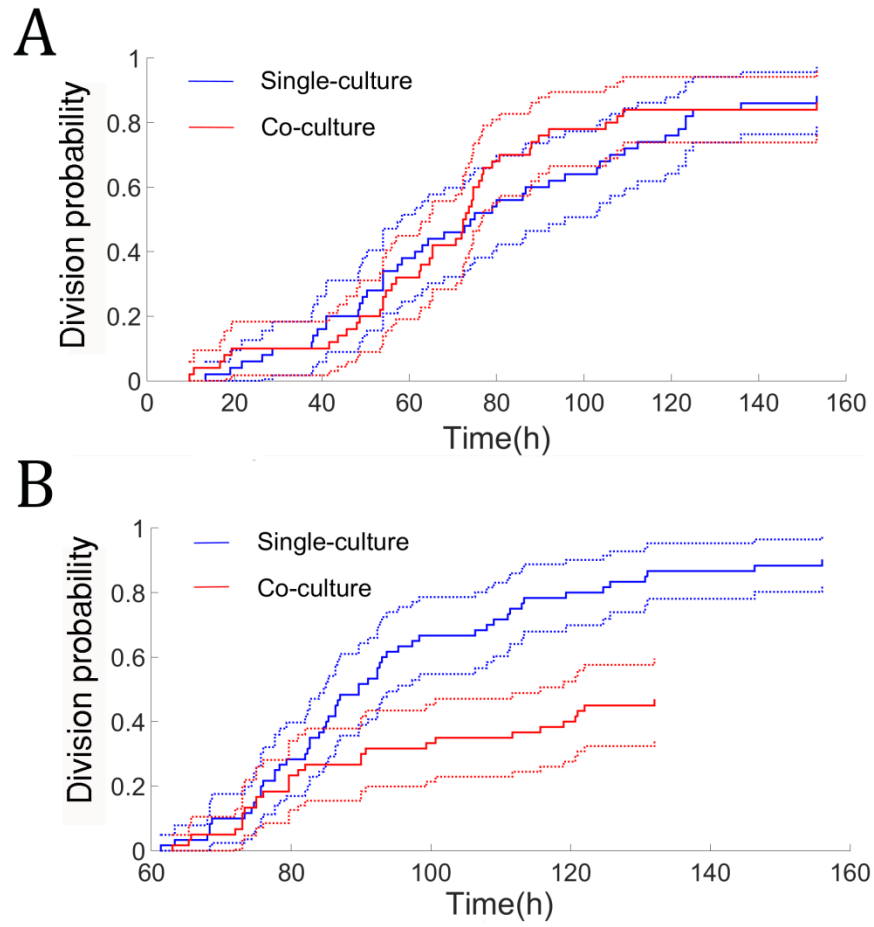 A
Division probability
1
0.8
0.6
0.4
0.2
0
Single-culture
Co-culture
0 20 40 60 80 100 120 140 160
Time(h)
B
Division probability
1
0.8
0.6
0.4
0.2
0
Single-culture
Co-culture
60 80 100 120 140 160
Time(h)